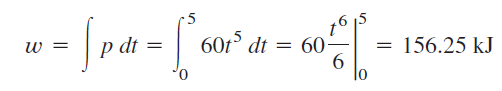 w = ∫ p dt = ∫₀⁵ 60t⁵ dt = 60 t⁶/6 |₀⁵ = 156.25 kJ